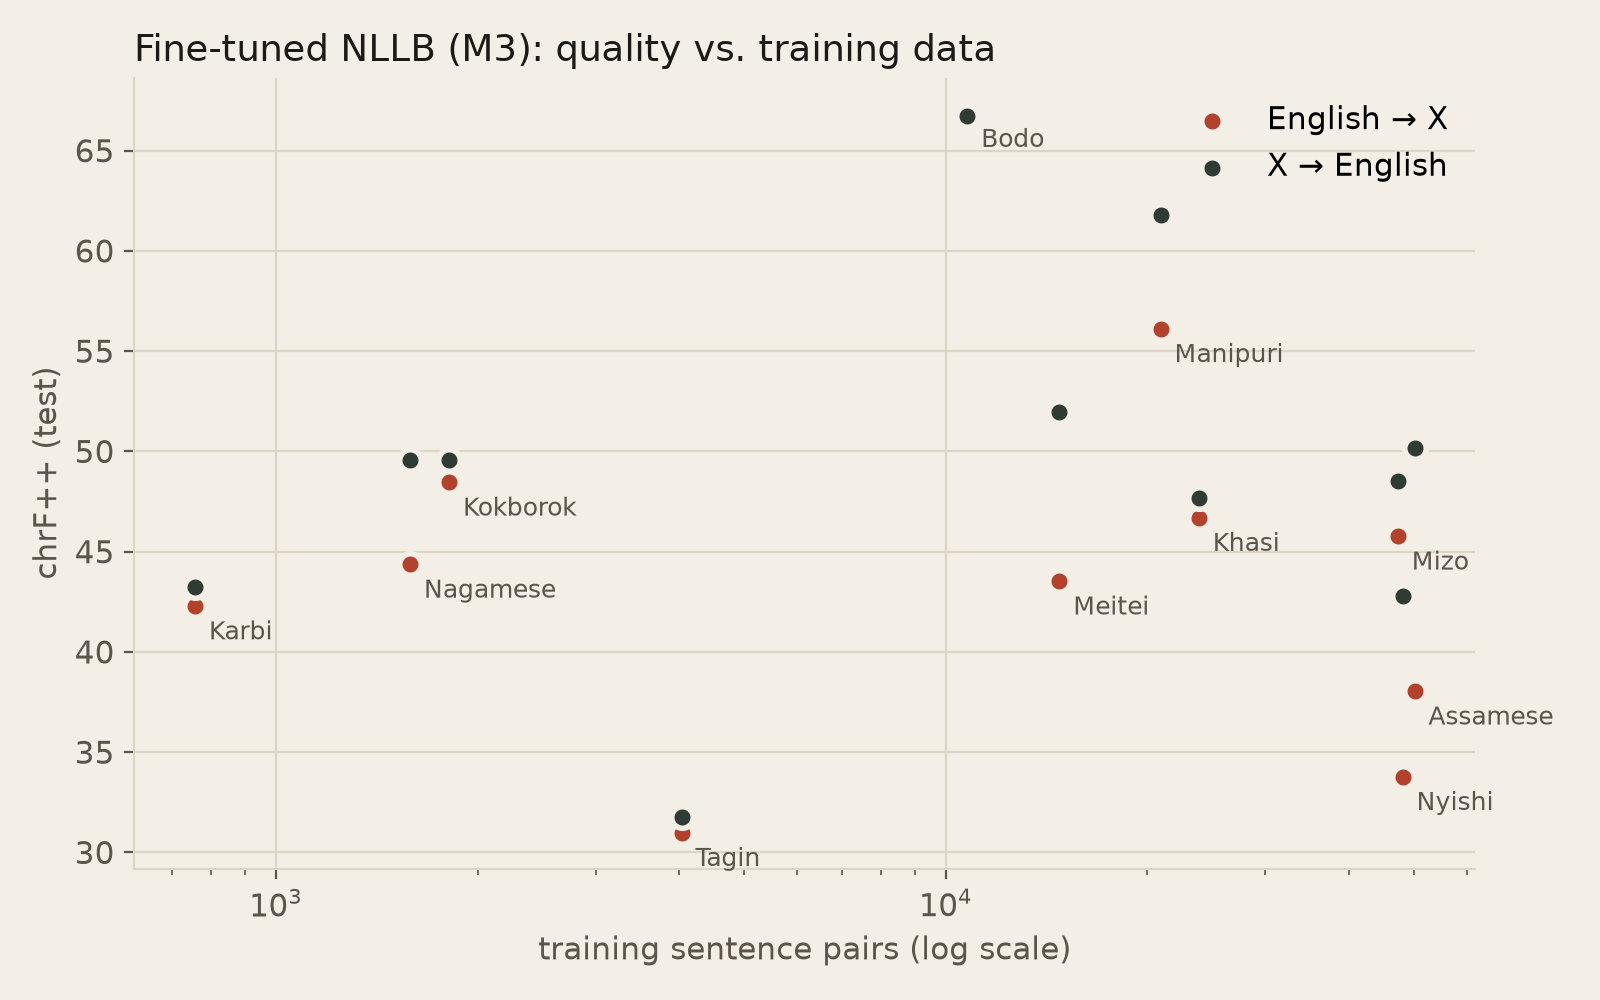 Fine-tuned NLLB (M3): quality vs. training data
English → X
X → English
Bodo
Manipuri
Kokborok
Khasi
Mizo
Nagamese
Meitei
Karbi
Assamese
Nyishi
Tagin
65
60
55
50
45
40
35
30
chrF++ (test)
10³
10⁴
training sentence pairs (log scale)